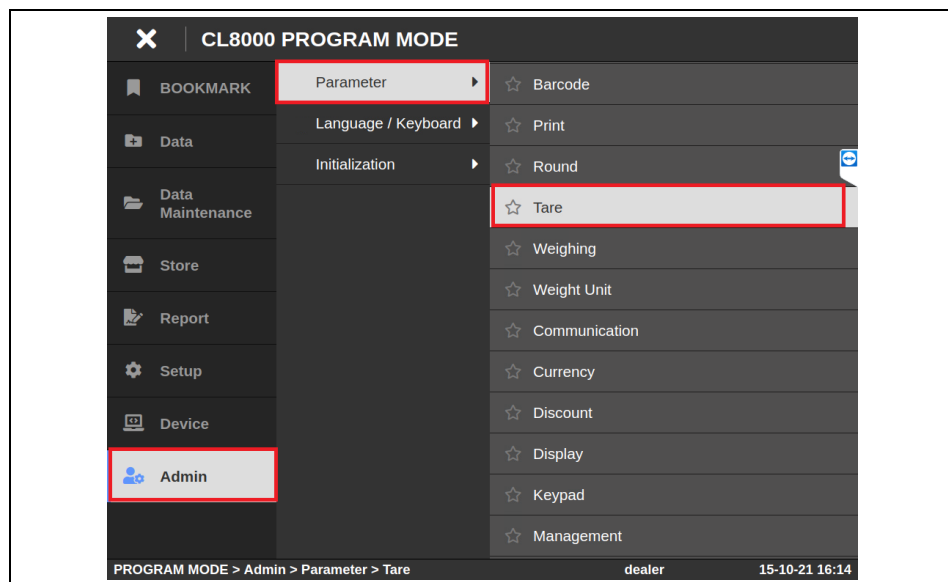 CL8000 PROGRAM MODE
BOOKMARK
Data
Data
Maintenance
Store
Report
Setup
Device
Admin
Parameter
Language / Keyboard
Initialization
Barcode
Print
Round
Tare
Weighing
Weight Unit
Communication
Currency
Discount
Display
Keypad
Management
PROGRAM MODE > Admin > Parameter > Tare dealer 15-10-21 16:14